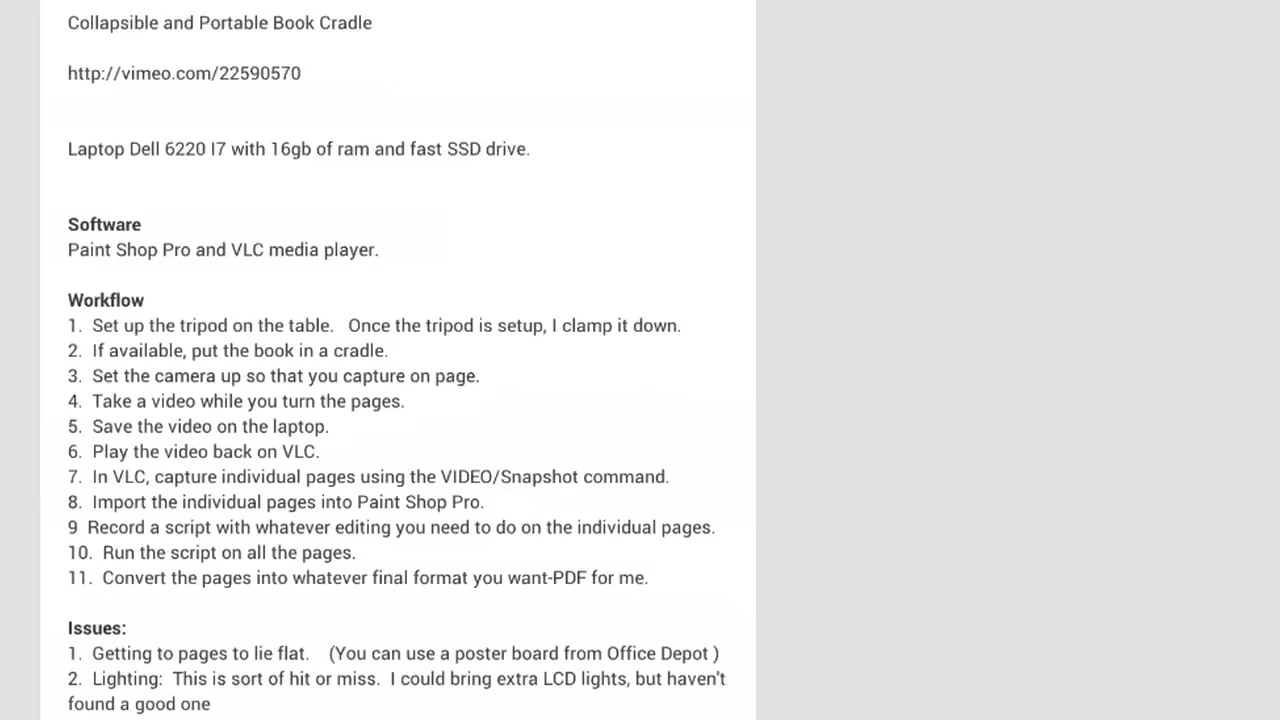 Collapsible and Portable Book Cradle
http://vimeo.com/22590570
Laptop Dell 6220 I7 with 16gb of ram and fast SSD drive.
Software
Paint Shop Pro and VLC media player.
Workflow
1.  Set up the tripod on the table.   Once the tripod is setup, I clamp it down.
2.  If available, put the book in a cradle.
3.  Set the camera up so that you capture on page.
4.  Take a video while you turn the pages.
5.  Save the video on the laptop.
6.  Play the video back on VLC.
7.  In VLC, capture individual pages using the VIDEO/Snapshot command.
8.  Import the individual pages into Paint Shop Pro.
9  Record a script with whatever editing you need to do on the individual pages.
10.  Run the script on all the pages.
11.  Convert the pages into whatever final format you want-PDF for me.
Issues:
1.  Getting to pages to lie flat.    (You can use a poster board from Office Depot )
2.  Lighting:  This is sort of hit or miss.  I could bring extra LCD lights, but haven't
found a good one